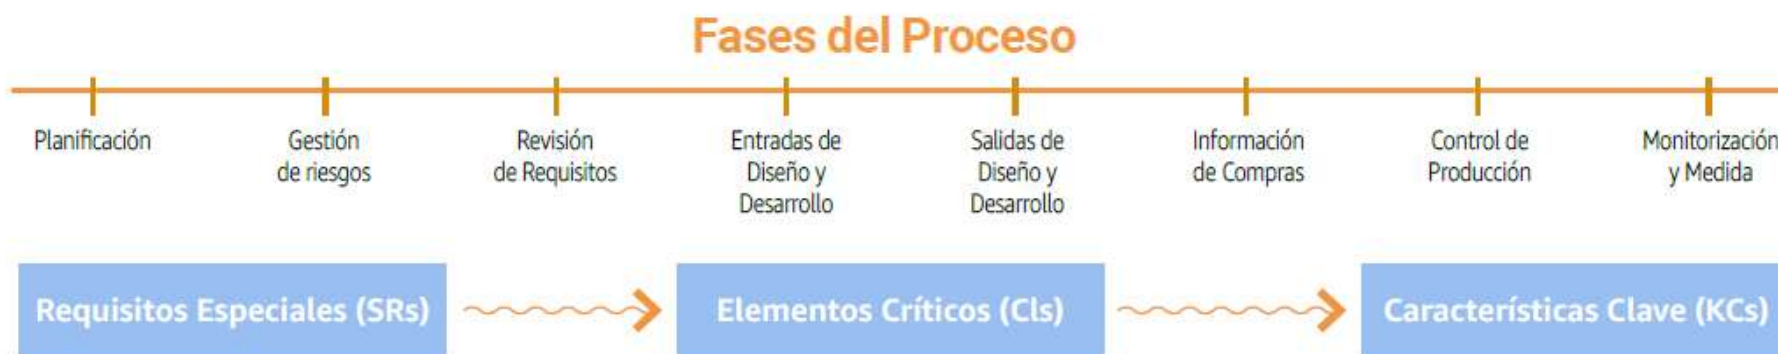 Fases del Proceso
Planificación
Gestión
de riesgos
Revisión
de Requisitos
Entradas de
Diseño y
Desarrollo
Salidas de
Diseño y
Desarrollo
Información
de Compras
Control de
Producción
Monitorización
y Medida
Requisitos Especiales (SRs)
Elementos Críticos (CIs)
Característícas Clave (KCs)